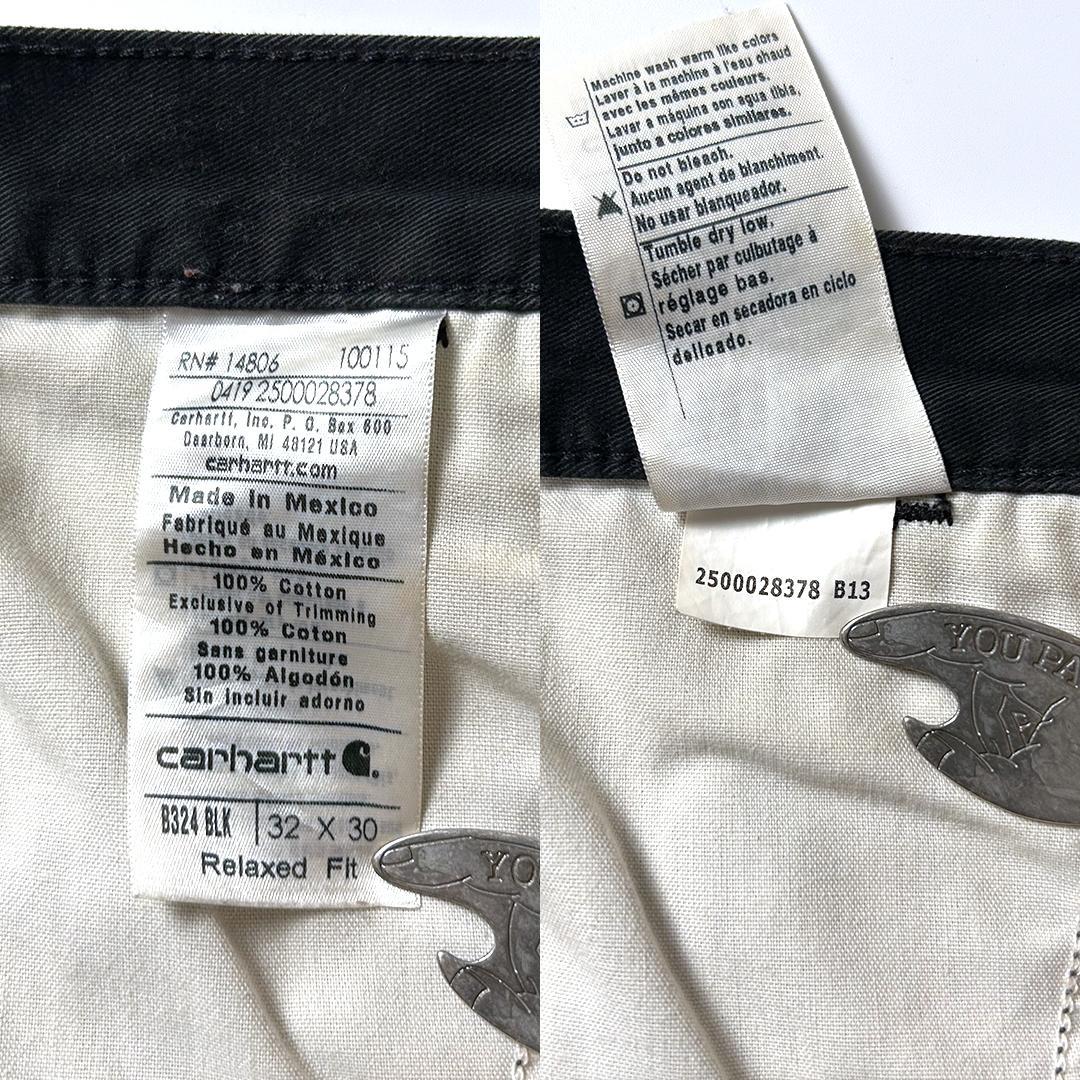 RN# 14806 100115
0419 2500028378
Carhartt, Inc. P. O. Box 600
Dearborn, MI 48121 USA
carhartt.com
Made in Mexico
Fabriqué au Mexique
Hecho en México
100% Cotton
Exclusive of Trimming
100% Coton
Sans garniture
100% Algodón
Sin incluir adorno
carhartt
B324 BLK 32 X 30
Relaxed Fit
YO
Machine wash warm like colors
Laver à la machine à l'eau chaud
avec les mêmes couleurs.
Lavar a máquina con agua tibia,
junto a colores similares.
Do not bleach.
Aucun agent de blanchiment.
No usar blanqueador.
Tumble dry low.
Sécher par culbutage à
réglage bas.
Secar en secadora en ciclo
delicado.
2500028378 B13
YOU PA